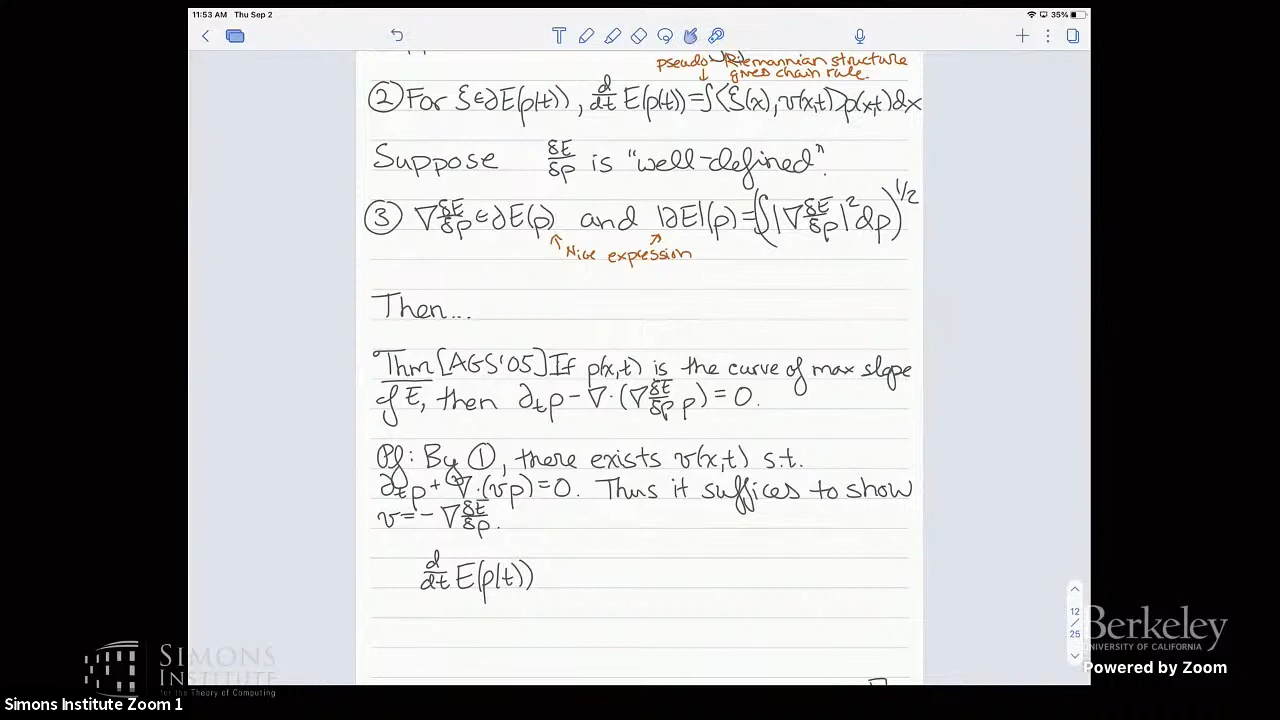 11:53 AM Thu Sep 2
35%
pseudo-Riemannian structure
gives chain rule.
② For ξ∈∂E(ρ(t)), d/dt E(ρ(t)) = ∫⟨ξ(x), v(x,t)⟩ρ(x,t)dx
Suppose δE/δρ is "well-defined".
③ ∇δE/δρ ∈ ∂E(ρ) and |∂E|(ρ) = (∫|∇δE/δρ|²dρ)^1/2
Nice expression
Then...
Thm [AGS'05] If ρ(x,t) is the curve of max slope
of E, then ∂tρ - ∇·(∇δE/δρ ρ) = 0.
Pf: By ①, there exists v(x,t) s.t.
∂tρ + ∇·(vρ) = 0. Thus it suffices to show
v = -∇δE/δρ.
d/dt E(ρ(t))
12
/
25
SIMONS
INSTITUTE
for the Theory of Computing
Berkeley
UNIVERSITY OF CALIFORNIA
Powered by Zoom
Simons Institute Zoom 1